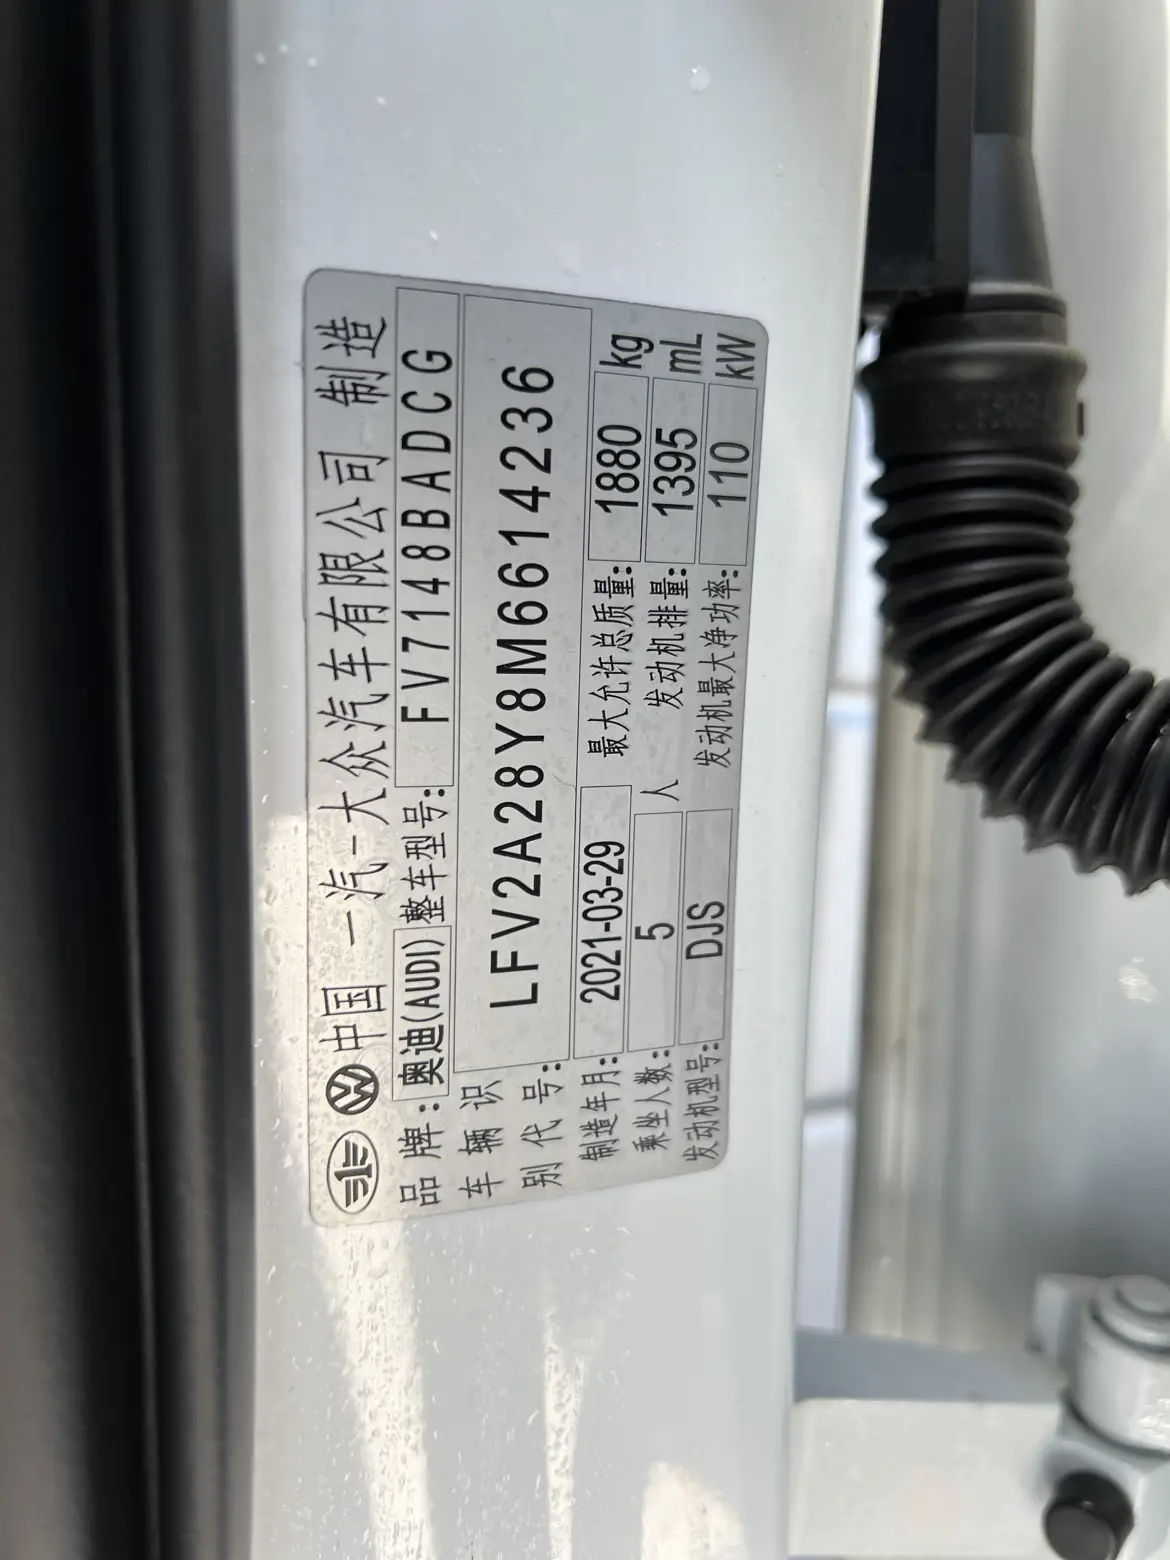 中国 一汽-大众汽车有限公司 制造
品牌: 奥迪(AUDI) 整车型号: FV7148BADCG
车辆识别代号: LFV2A28Y8M6614236
制造年月: 2021-03-29 最大允许总质量: 1880 kg
乘坐人数: 5 人 发动机排量: 1395 mL
发动机型号: DJS 发动机最大净功率: 110 kW